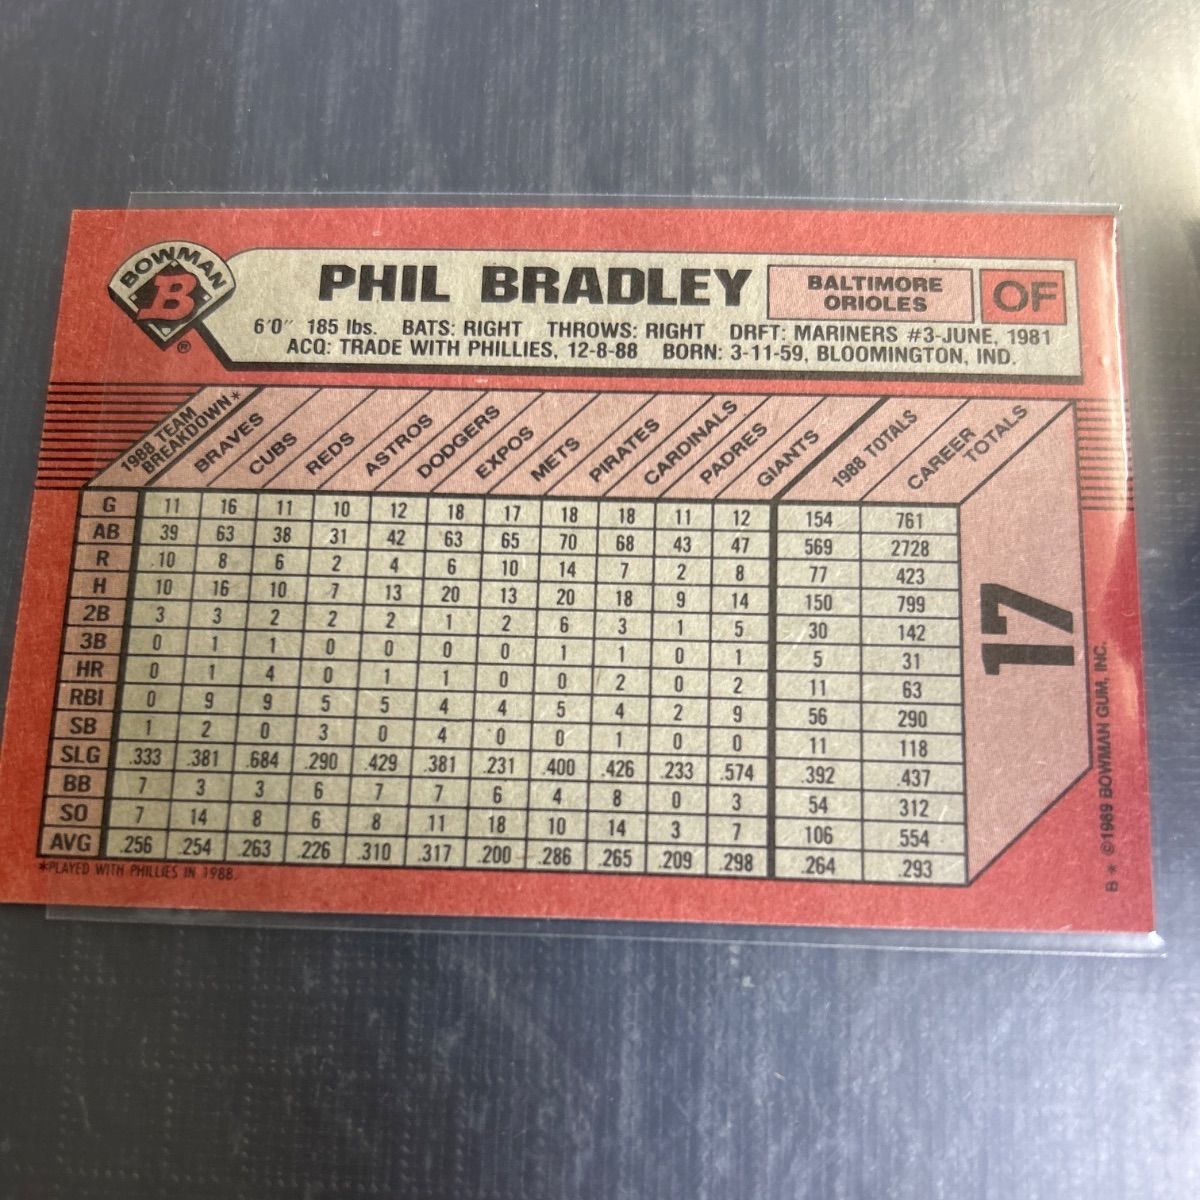 BOWMAN
B
®
PHIL BRADLEY
BALTIMORE
ORIOLES
OF
6'0" 185 lbs. BATS: RIGHT THROWS: RIGHT DRFT: MARINERS #3-JUNE, 1981
ACQ: TRADE WITH PHILLIES, 12-8-88 BORN: 3-11-59, BLOOMINGTON, IND.
1988 TEAM
BREAKDOWN* BRAVES CUBS REDS ASTROS DODGERS EXPOS METS PIRATES CARDINALS PADRES GIANTS 1988 TOTALS CAREER
TOTALS
G 11 16 11 10 12 18 17 18 18 11 12 154 761
AB 39 63 38 31 42 63 65 70 68 43 47 569 2728
R 10 8 6 2 4 6 10 14 7 2 8 77 423
H 10 16 10 7 13 20 13 20 18 9 14 150 799
2B 3 3 2 2 2 1 2 6 3 1 5 30 142
3B 0 1 1 0 0 0 0 1 1 0 1 5 31
HR 0 1 4 0 1 1 0 0 2 0 2 11 63
RBI 0 9 9 5 5 4 4 5 4 2 9 56 290
SB 1 2 0 3 0 4 0 0 1 0 0 11 118
SLG .333 .381 .684 .290 .429 .381 .231 .400 .426 .233 .574 .392 .437
BB 7 3 3 6 7 7 6 4 8 0 3 54 312
SO 7 14 8 6 8 11 18 10 14 3 7 106 554
AVG .256 .254 .263 .226 .310 .317 .200 .286 .265 .209 .298 .264 .293
*PLAYED WITH PHILLIES IN 1988.
17
B * ©1989 BOWMAN GUM, INC.